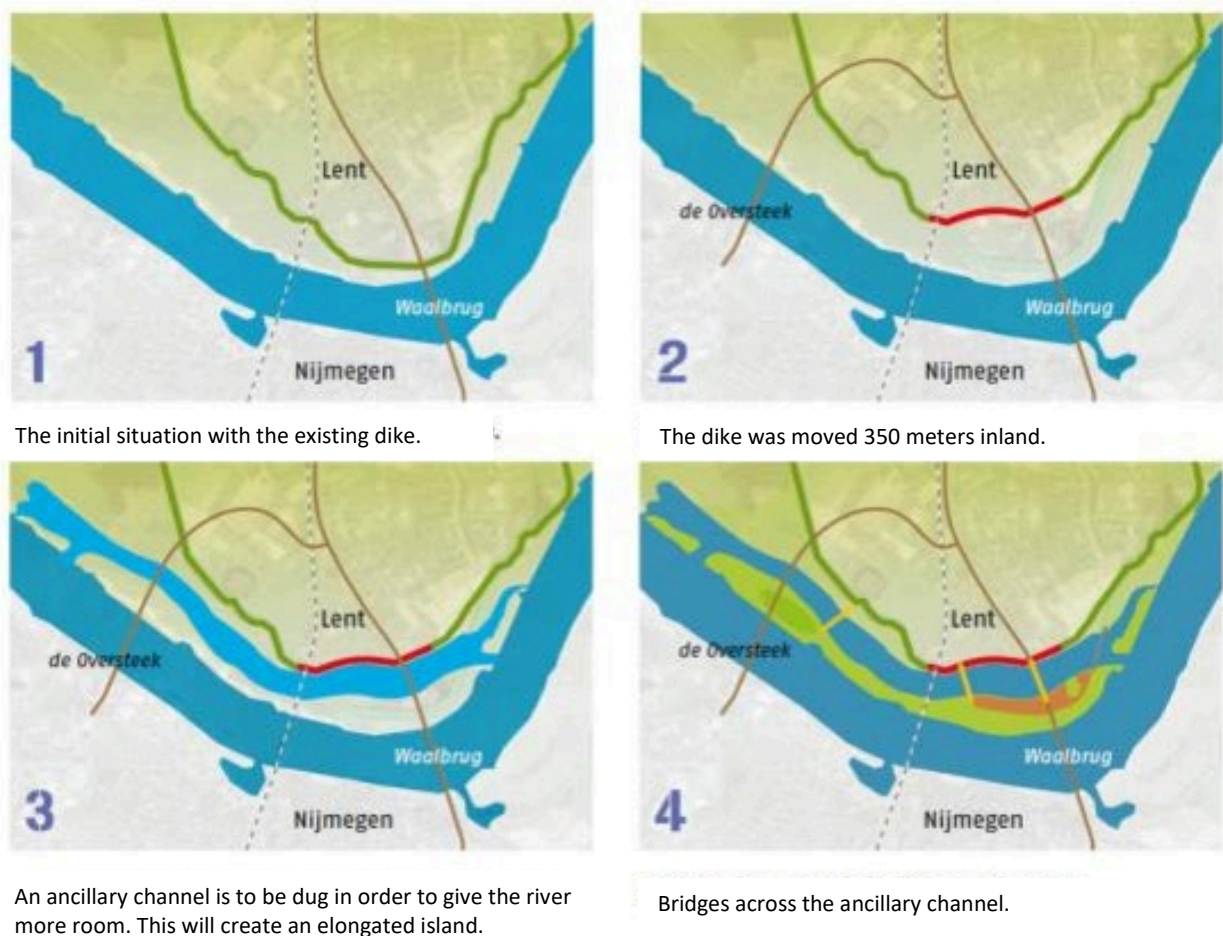 Lent
Waalbrug
1
Nijmegen
The initial situation with the existing dike.
Lent
de Oversteek
Waalbrug
2
Nijmegen
The dike was moved 350 meters inland.
Lent
de Oversteek
Waalbrug
3
Nijmegen
An ancillary channel is to be dug in order to give the river
more room. This will create an elongated island.
Lent
de Oversteek
Waalbrug
4
Nijmegen
Bridges across the ancillary channel.